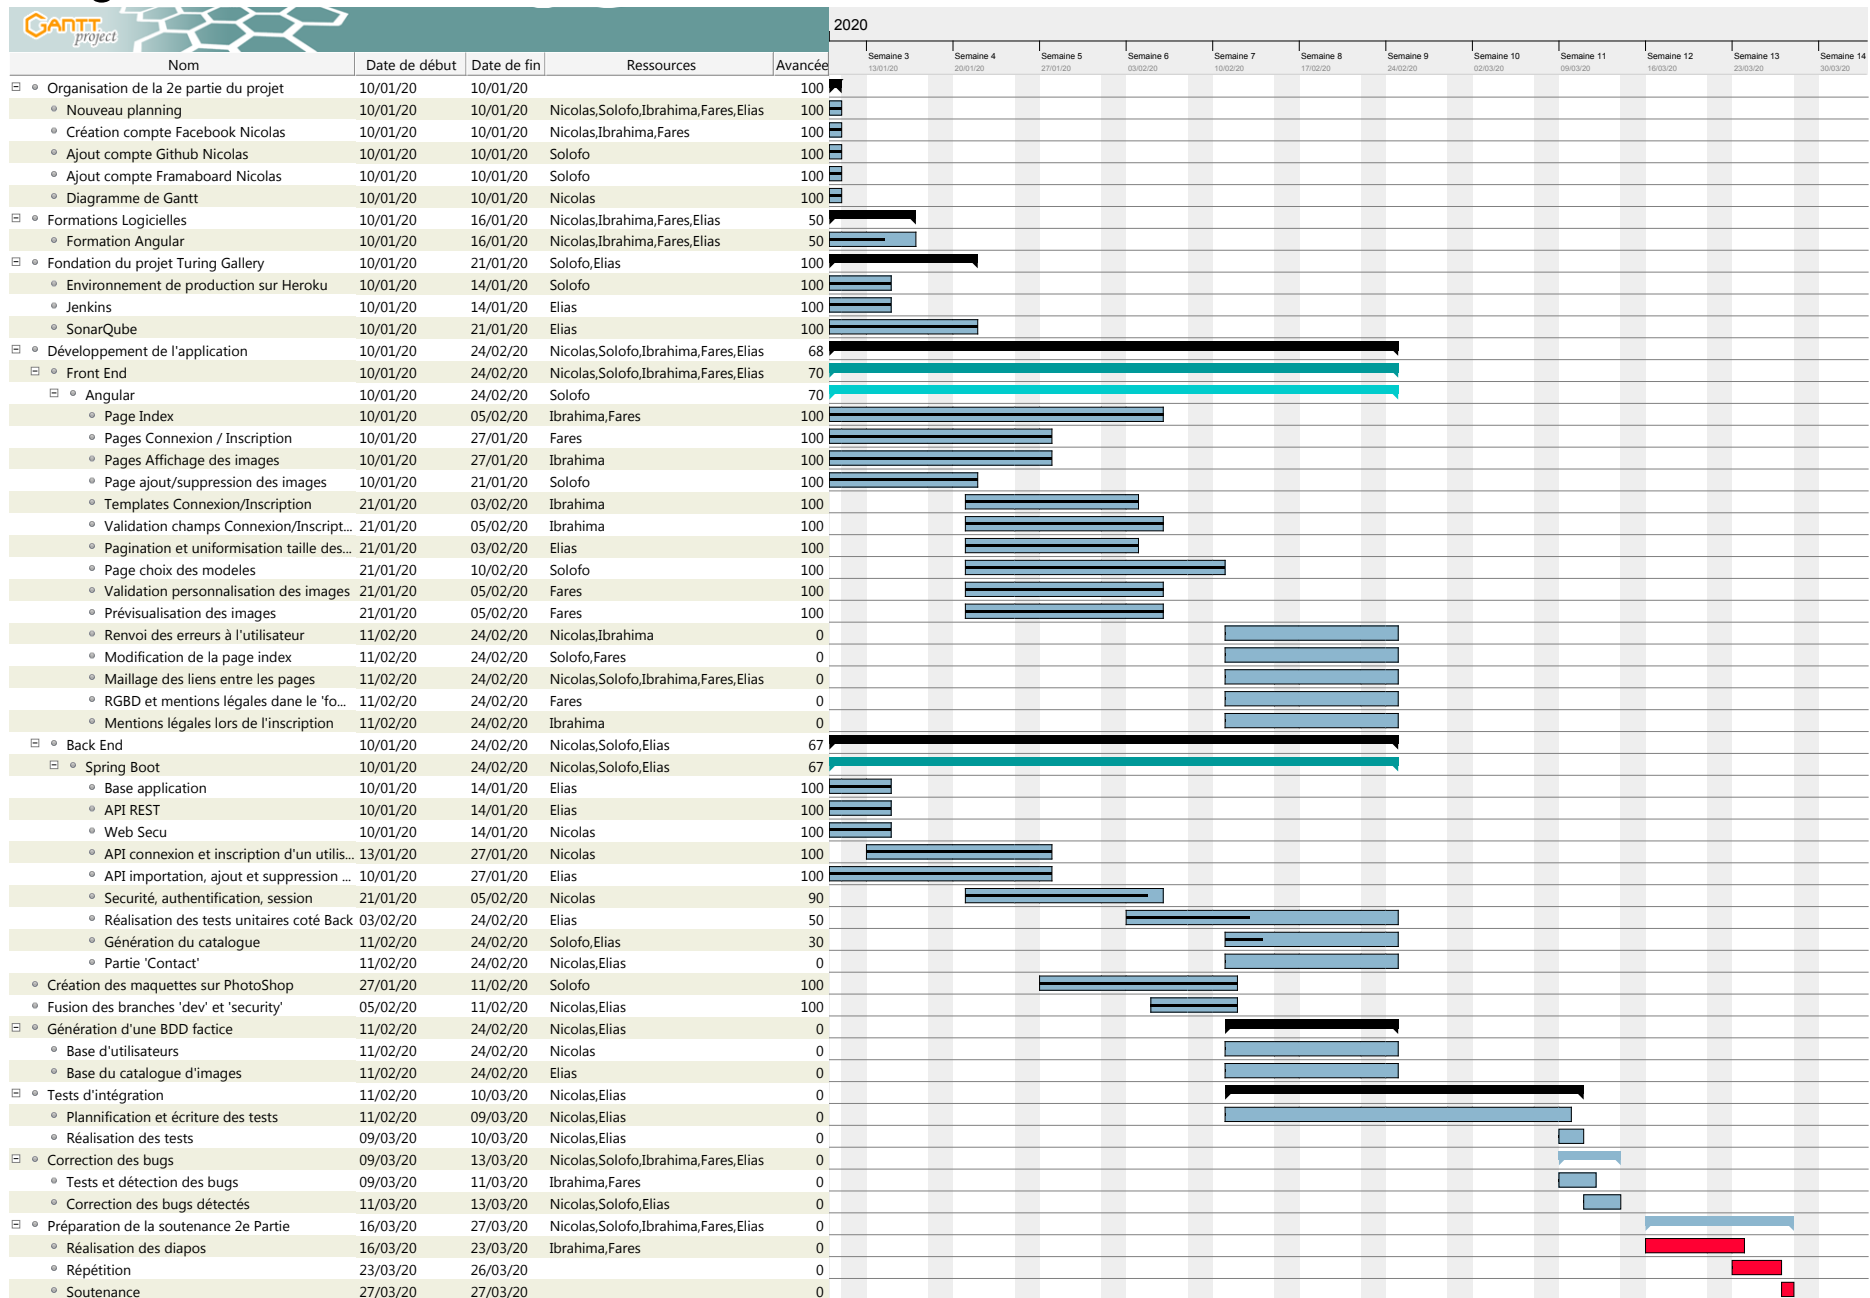 GANTT project
2020
Semaine 3 Semaine 4 Semaine 5 Semaine 6 Semaine 7 Semaine 8 Semaine 9 Semaine 10 Semaine 11 Semaine 12 Semaine 13 Semaine 14
13/01/20 20/01/20 27/01/20 03/02/20 10/02/20 17/02/20 24/02/20 02/03/20 09/03/20 16/03/20 23/03/20 30/03/20
Nom Date de début Date de fin Ressources Avancée
Organisation de la 2e partie du projet 10/01/20 10/01/20 100
Nouveau planning 10/01/20 10/01/20 Nicolas,Solofo,Ibrahima,Fares,Elias 100
Création compte Facebook Nicolas 10/01/20 10/01/20 Nicolas,Ibrahima,Fares 100
Ajout compte Github Nicolas 10/01/20 10/01/20 Solofo 100
Ajout compte Framaboard Nicolas 10/01/20 10/01/20 Solofo 100
Diagramme de Gantt 10/01/20 10/01/20 Nicolas 100
Formations Logicielles 10/01/20 16/01/20 Nicolas,Ibrahima,Fares,Elias 50
Formation Angular 10/01/20 16/01/20 Nicolas,Ibrahima,Fares,Elias 50
Fondation du projet Turing Gallery 10/01/20 21/01/20 Solofo,Elias 100
Environnement de production sur Heroku 10/01/20 14/01/20 Solofo 100
Jenkins 10/01/20 14/01/20 Elias 100
SonarQube 10/01/20 21/01/20 Elias 100
Développement de l'application 10/01/20 24/02/20 Nicolas,Solofo,Ibrahima,Fares,Elias 68
Front End 10/01/20 24/02/20 Nicolas,Solofo,Ibrahima,Fares,Elias 70
Angular 10/01/20 24/02/20 Solofo 70
Page Index 10/01/20 05/02/20 Ibrahima,Fares 100
Pages Connexion / Inscription 10/01/20 27/01/20 Fares 100
Pages Affichage des images 10/01/20 27/01/20 Ibrahima 100
Page ajout/suppression des images 10/01/20 21/01/20 Solofo 100
Templates Connexion/Inscription 21/01/20 03/02/20 Ibrahima 100
Validation champs Connexion/Inscript... 21/01/20 05/02/20 Ibrahima 100
Pagination et uniformisation taille des... 21/01/20 03/02/20 Elias 100
Page choix des modeles 21/01/20 10/02/20 Solofo 100
Validation personnalisation des images 21/01/20 05/02/20 Fares 100
Prévisualisation des images 21/01/20 05/02/20 Fares 100
Renvoi des erreurs à l'utilisateur 11/02/20 24/02/20 Nicolas,Ibrahima 0
Modification de la page index 11/02/20 24/02/20 Solofo,Fares 0
Maillage des liens entre les pages 11/02/20 24/02/20 Nicolas,Solofo,Ibrahima,Fares,Elias 0
RGBD et mentions légales dane le 'fo... 11/02/20 24/02/20 Fares 0
Mentions légales lors de l'inscription 11/02/20 24/02/20 Ibrahima 0
Back End 10/01/20 24/02/20 Nicolas,Solofo,Elias 67
Spring Boot 10/01/20 24/02/20 Nicolas,Solofo,Elias 67
Base application 10/01/20 14/01/20 Elias 100
API REST 10/01/20 14/01/20 Elias 100
Web Secu 10/01/20 14/01/20 Nicolas 100
API connexion et inscription d'un utilis... 13/01/20 27/01/20 Nicolas 100
API importation, ajout et suppression ... 10/01/20 27/01/20 Elias 100
Securité, authentification, session 21/01/20 05/02/20 Nicolas 90
Réalisation des tests unitaires coté Back 03/02/20 24/02/20 Elias 50
Génération du catalogue 11/02/20 24/02/20 Solofo,Elias 30
Partie 'Contact' 11/02/20 24/02/20 Nicolas,Elias 0
Création des maquettes sur PhotoShop 27/01/20 11/02/20 Solofo 100
Fusion des branches 'dev' et 'security' 05/02/20 11/02/20 Nicolas,Elias 100
Génération d'une BDD factice 11/02/20 24/02/20 Nicolas,Elias 0
Base d'utilisateurs 11/02/20 24/02/20 Nicolas 0
Base du catalogue d'images 11/02/20 24/02/20 Elias 0
Tests d'intégration 11/02/20 10/03/20 Nicolas,Elias 0
Plannification et écriture des tests 11/02/20 09/03/20 Nicolas,Elias 0
Réalisation des tests 09/03/20 10/03/20 Nicolas,Elias 0
Correction des bugs 09/03/20 13/03/20 Nicolas,Solofo,Ibrahima,Fares,Elias 0
Tests et détection des bugs 09/03/20 11/03/20 Ibrahima,Fares 0
Correction des bugs détectés 11/03/20 13/03/20 Nicolas,Solofo,Elias 0
Préparation de la soutenance 2e Partie 16/03/20 27/03/20 Nicolas,Solofo,Ibrahima,Fares,Elias 0
Réalisation des diapos 16/03/20 23/03/20 Ibrahima,Fares 0
Répétition 23/03/20 26/03/20 0
Soutenance 27/03/20 27/03/20 0